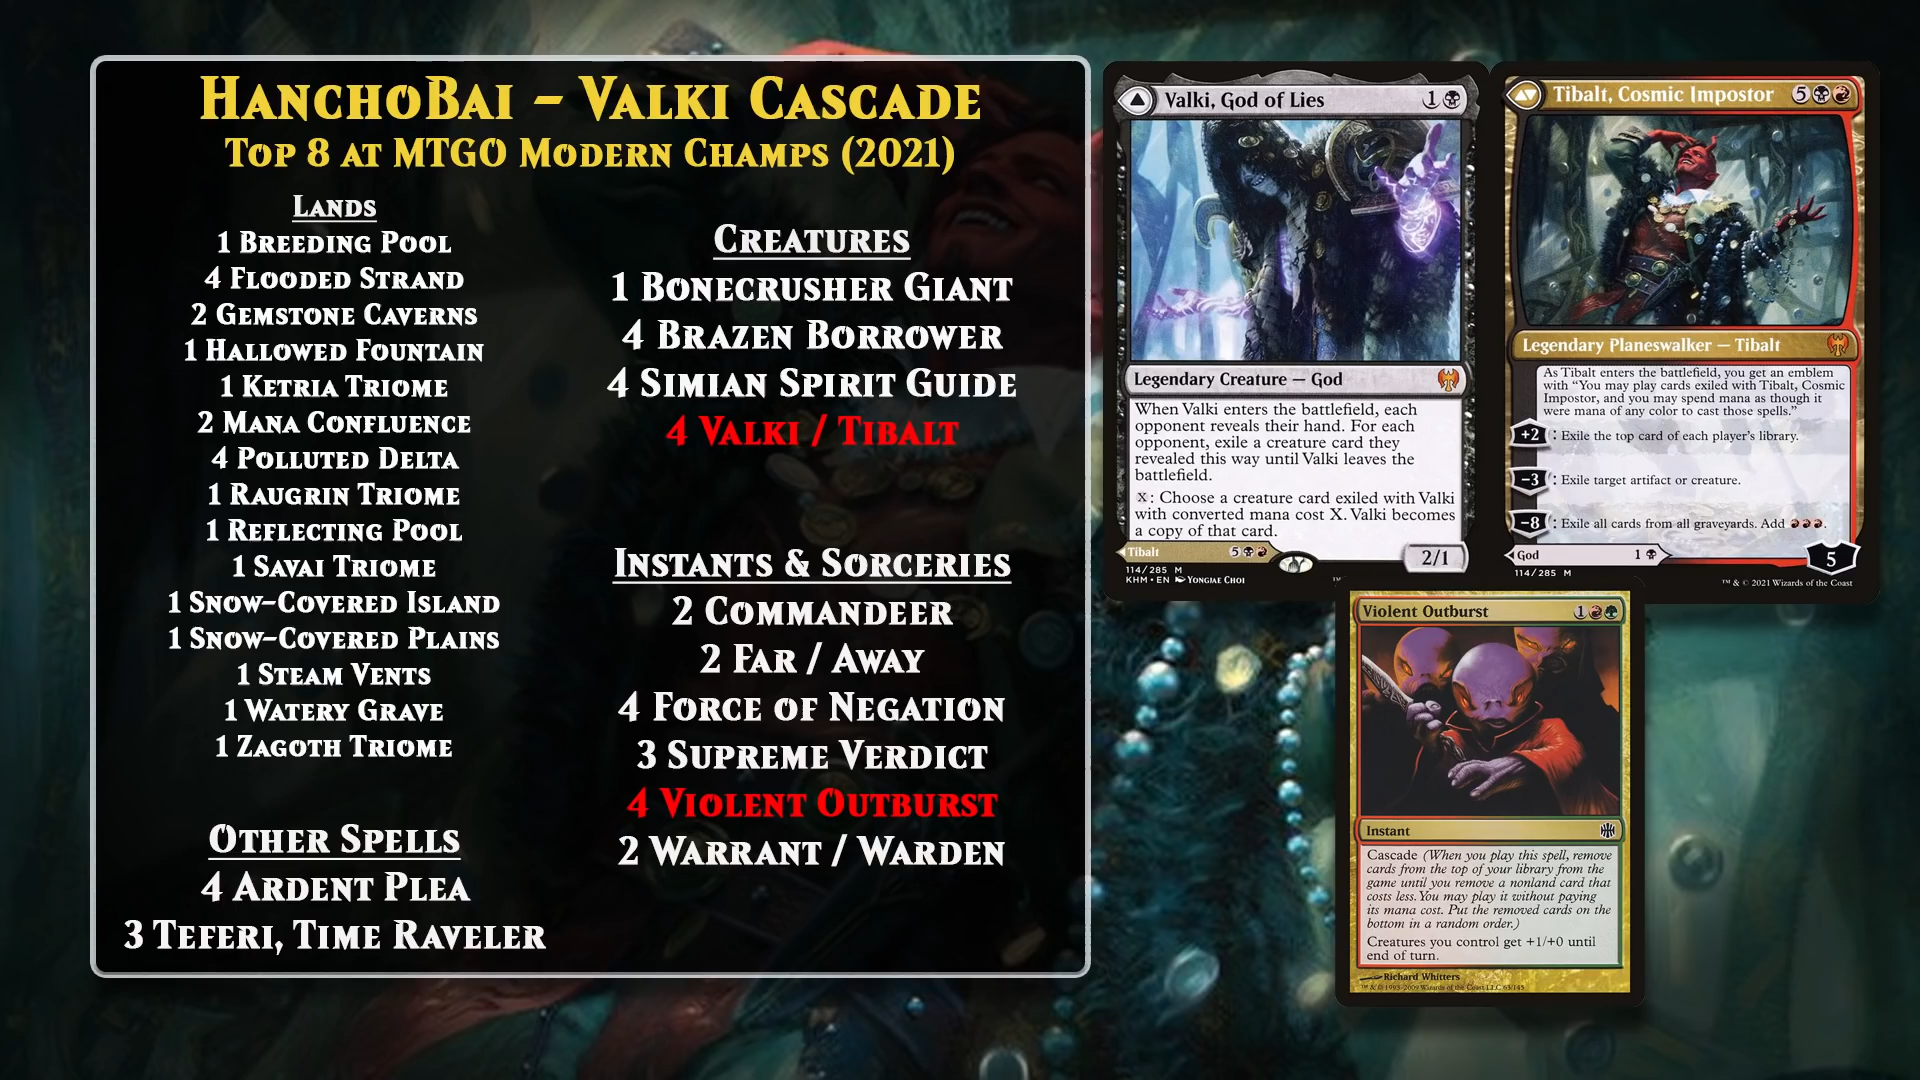 HanchoBai – Valki Cascade
Top 8 at MTGO Modern Champs (2021)
Lands
1 Breeding Pool
4 Flooded Strand
2 Gemstone Caverns
1 Hallowed Fountain
1 Ketria Triome
2 Mana Confluence
4 Polluted Delta
1 Raugrin Triome
1 Reflecting Pool
1 Savai Triome
1 Snow-Covered Island
1 Snow-Covered Plains
1 Steam Vents
1 Watery Grave
1 Zagoth Triome
Other Spells
4 Ardent Plea
3 Teferi, Time Raveler
Creatures
1 Bonecrusher Giant
4 Brazen Borrower
4 Simian Spirit Guide
4 Valki / Tibalt
Instants & Sorceries
2 Commandeer
2 Far / Away
4 Force of Negation
3 Supreme Verdict
4 Violent Outburst
2 Warrant / Warden
Valki, God of Lies 1
Legendary Creature — God
When Valki enters the battlefield, each
opponent reveals their hand. For each
opponent, exile a creature card they
revealed this way until Valki leaves the
battlefield.
X: Choose a creature card exiled with Valki
with converted mana cost X. Valki becomes
a copy of that card.
Tibalt 5
2/1
114/285 M
KHM • EN Yongjae Choi
™
Tibalt, Cosmic Impostor 5
Legendary Planeswalker — Tibalt
As Tibalt enters the battlefield, you get an emblem
with “You may play cards exiled with Tibalt, Cosmic
Impostor, and you may spend mana as though it
were mana of any color to cast those spells.”
+2 : Exile the top card of each player's library.
−3 : Exile target artifact or creature.
−8 : Exile all cards from all graveyards. Add .
God 1
5
114/285 M
™ & © 2021 Wizards of the Coast
Violent Outburst 1
Instant
Cascade (When you play this spell, remove
cards from the top of your library from the
game until you remove a nonland card that
costs less. You may play it without paying
its mana cost. Put the removed cards on the
bottom in a random order.)
Creatures you control get +1/+0 until
end of turn.
Richard Whitters
™ & © 1993–2009 Wizards of the Coast LLC 63/145